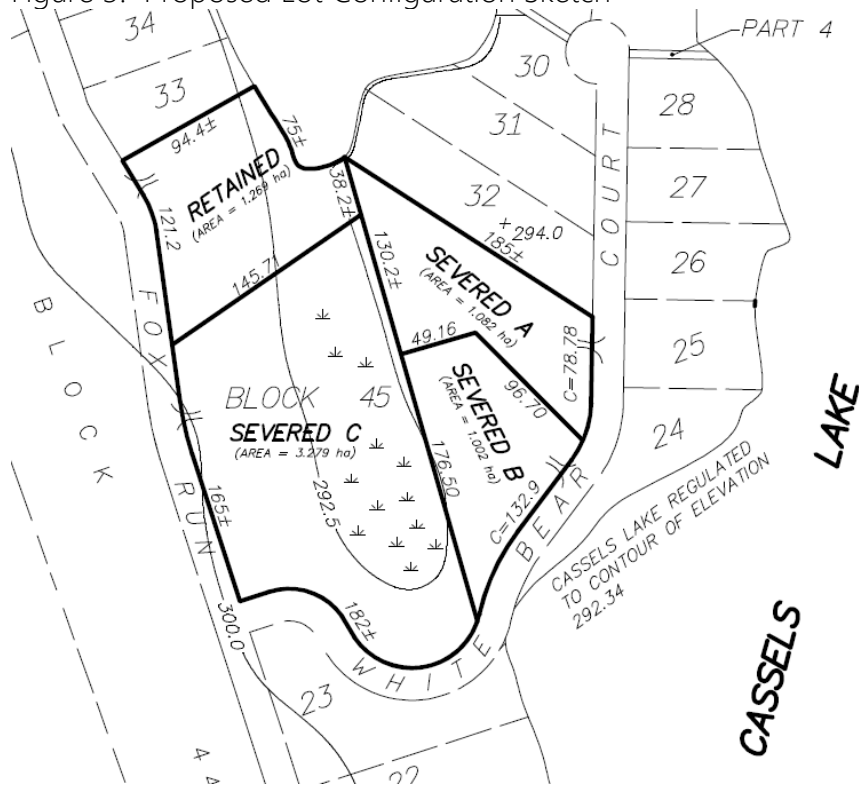 Figure 3: Proposed Lot Configuration Sketch
PART 4
34
33
30
31
32
28
27
26
25
24
94.4±
75±
RETAINED
(AREA = 1.269 ha)
38.2±
121.2
145.71
130.2±
+ 294.0
185±
SEVERED A
(AREA = 1.082 ha)
COURT
49.16
C=78.78
96.70
SEVERED B
(AREA = 1.002 ha)
BLOCK
FOX RUN
BLOCK 45
SEVERED C
(AREA = 3.279 ha)
292.5
176.50
165±
C=132.9
300.0
182±
WHITE BEAR
CASSELS LAKE REGULATED
TO CONTOUR OF ELEVATION
292.34
LAKE
CASSELS
23
22